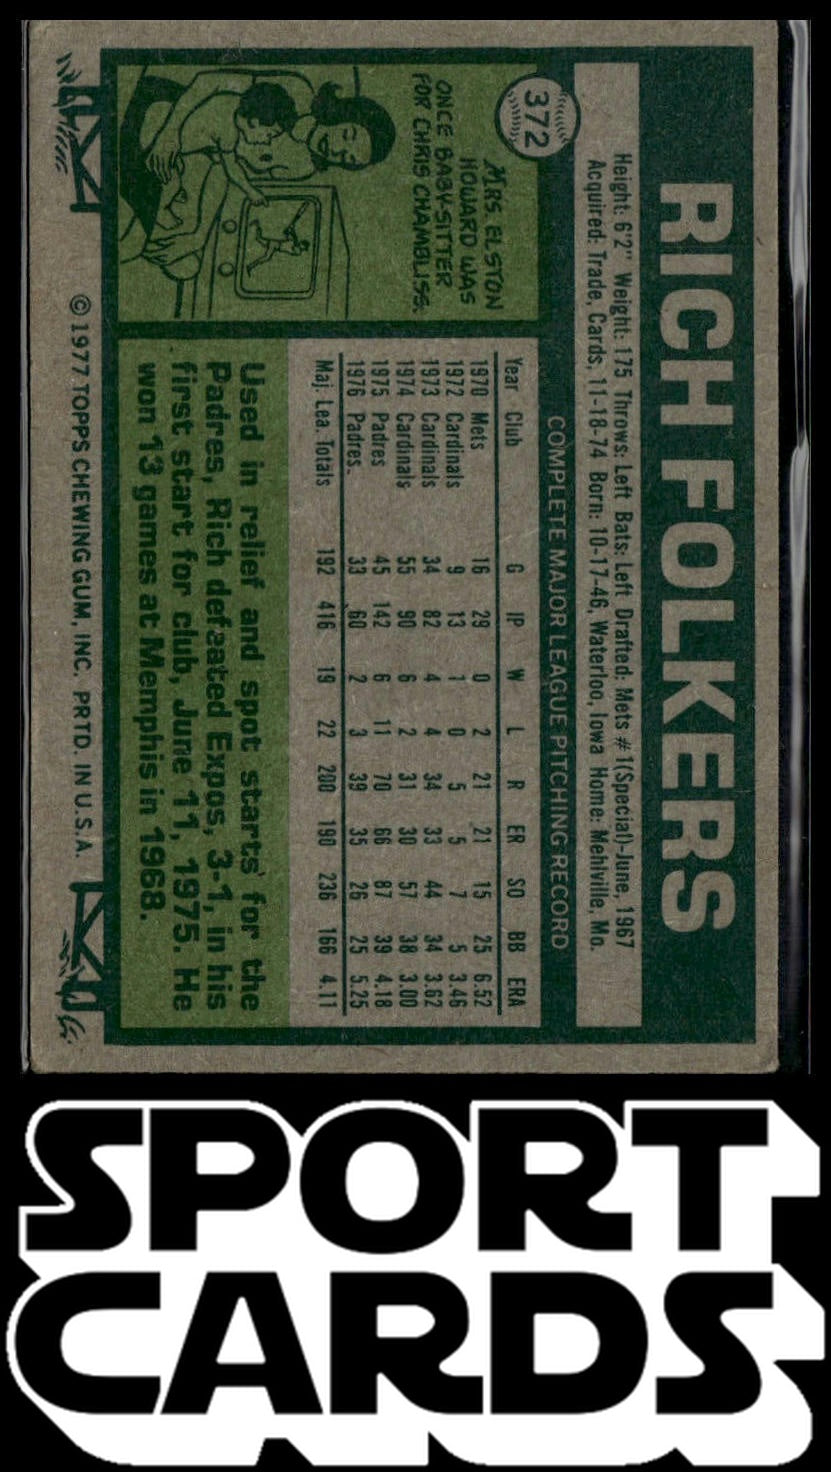 RICH FOLKERS
372
Height: 6'2" Weight: 175 Throws: Left Bats: Left Drafted: Mets #1(Special)-June, 1967
Acquired: Trade, Cards, 11-18-74 Born: 10-17-46, Waterloo, Iowa Home: Mehlville, Mo.
COMPLETE MAJOR LEAGUE PITCHING RECORD
Year Club G IP W L R ER SO BB ERA
1970 Mets 16 29 0 2 21 21 15 25 6.52
1972 Cardinals 9 13 1 0 5 5 7 5 3.46
1973 Cardinals 34 82 4 4 34 33 44 34 3.62
1974 Cardinals 55 90 6 2 31 30 57 38 3.00
1975 Padres 45 142 6 11 70 66 87 39 4.18
1976 Padres. 33 60 2 3 39 35 26 25 5.25
Maj. Lea. Totals 192 416 19 22 200 190 236 166 4.11
MRS. ELSTON
HOWARD WAS
ONCE BABY-SITTER
FOR CHRIS CHAMBLISS.
Used in relief and spot starts for the
Padres, Rich defeated Expos, 3-1, in his
first start for club, June 11, 1975. He
won 13 games at Memphis in 1968.
© 1977 TOPPS CHEWING GUM, INC. PRTD. IN U.S.A.
SPORT
CARDS